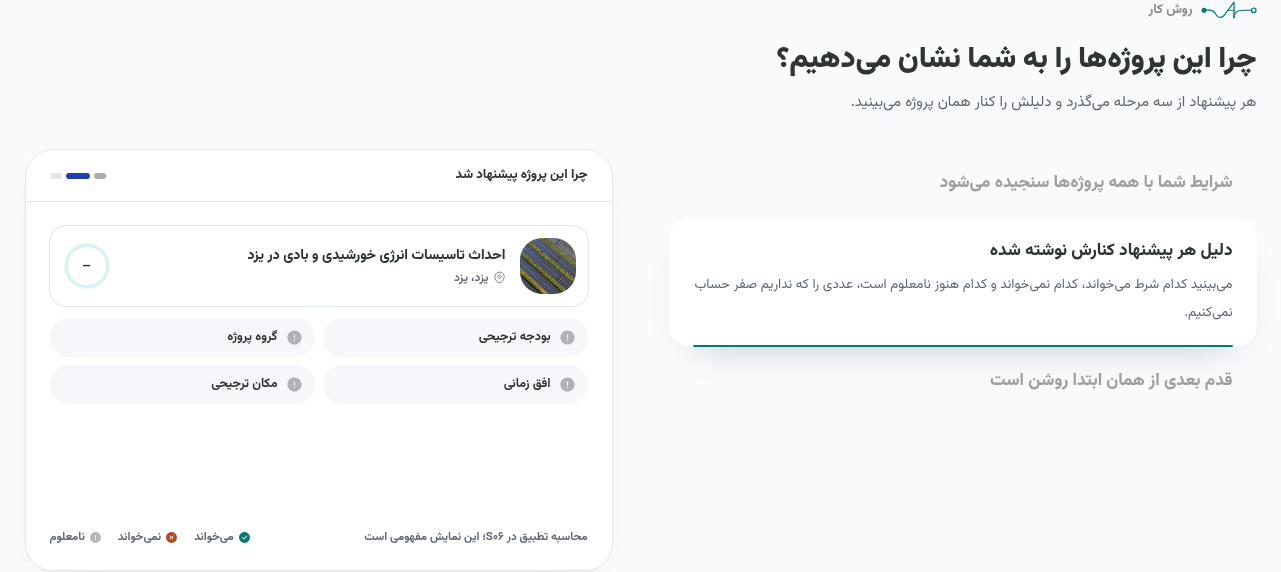 روش کار
چرا این پروژه‌ها را به شما نشان می‌دهیم؟
هر پیشنهاد از سه مرحله می‌گذرد و دلیلش را کنار همان پروژه می‌بینید.
شرایط شما با همه پروژه‌ها سنجیده می‌شود
دلیل هر پیشنهاد کنارش نوشته شده
می‌بینید کدام شرط می‌خواند، کدام نمی‌خواند و کدام هنوز نامعلوم است، عددی را که نداریم صفر حساب
نمی‌کنیم.
قدم بعدی از همان ابتدا روشن است
چرا این پروژه پیشنهاد شد
احداث تاسیسات انرژی خورشیدی و بادی در یزد
یزد، یزد
–
بودجه ترجیحی
گروه پروژه
افق زمانی
مکان ترجیحی
محاسبه تطبیق در S۰۶؛ این نمایش مفهومی است
می‌خواند
نمی‌خواند
نامعلوم